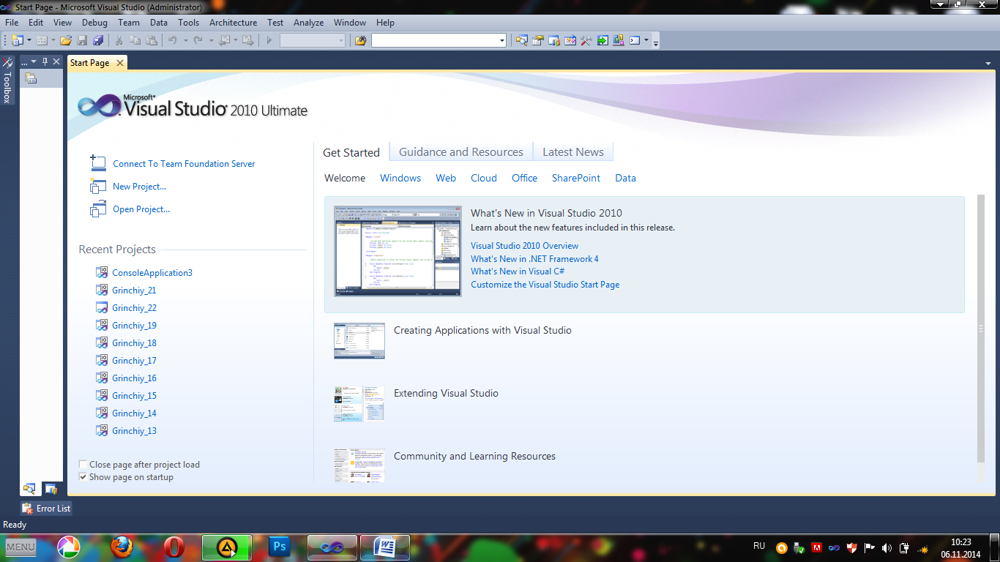 Start Page - Microsoft Visual Studio (Administrator)
File Edit View Debug Team Data Tools Architecture Test Analyze Window Help
Toolbox
...
Start Page
Microsoft®
Visual Studio® 2010 Ultimate
Connect To Team Foundation Server
New Project...
Open Project...
Recent Projects
ConsoleApplication3
Grinchiy_21
Grinchiy_22
Grinchiy_19
Grinchiy_18
Grinchiy_17
Grinchiy_16
Grinchiy_15
Grinchiy_14
Grinchiy_13
Close page after project load
Show page on startup
Get Started Guidance and Resources Latest News
Welcome Windows Web Cloud Office SharePoint Data
What's New in Visual Studio 2010
Learn about the new features included in this release.
Visual Studio 2010 Overview
What's New in .NET Framework 4
What's New in Visual C#
Customize the Visual Studio Start Page
Creating Applications with Visual Studio
Extending Visual Studio
Community and Learning Resources
Error List
Ready
MENU
Ps
W
RU
10:23
06.11.2014